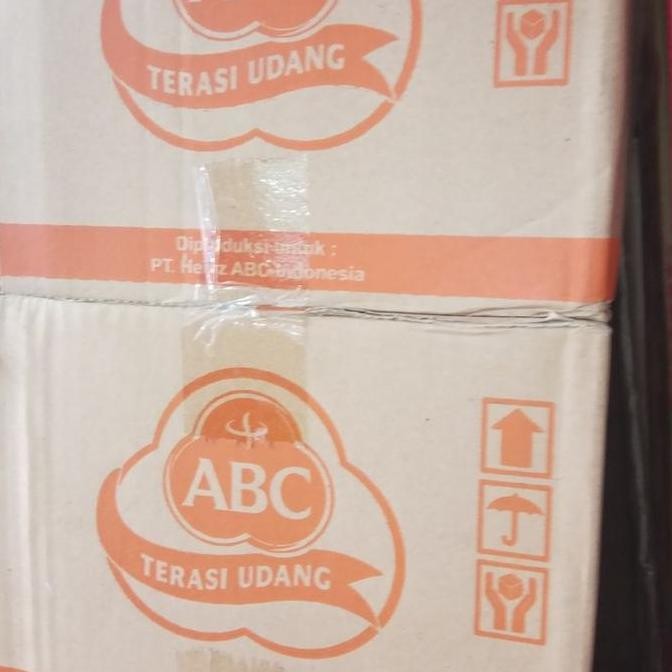 TERASI UDANG
Diproduksi untuk :
PT. Heinz ABC Indonesia
ABC
TERASI UDANG